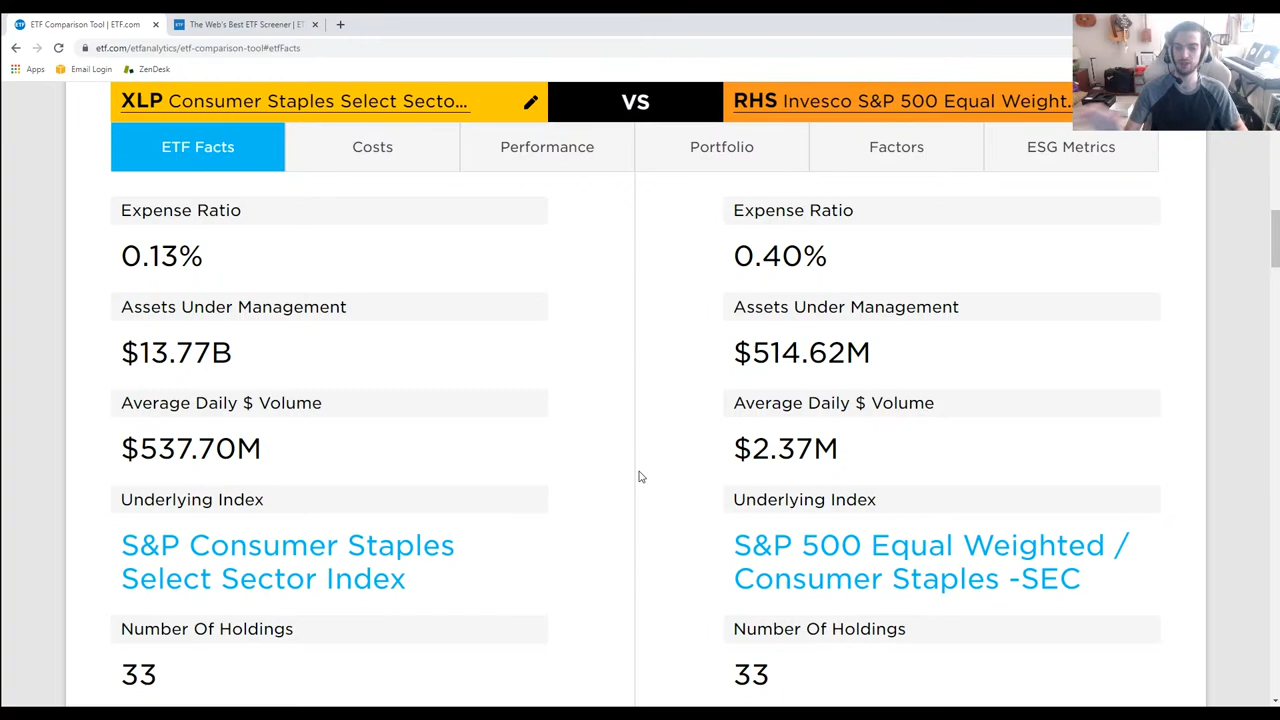 ETF Comparison Tool | ETF.com
The Web's Best ETF Screener | ET
etf.com/etfanalytics/etf-comparison-tool#etfFacts
Apps
Email Login
ZenDesk
XLP Consumer Staples Select Secto...
VS
RHS Invesco S&P 500 Equal Weight.
ETF Facts
Costs
Performance
Portfolio
Factors
ESG Metrics
Expense Ratio
Expense Ratio
0.13%
0.40%
Assets Under Management
Assets Under Management
$13.77B
$514.62M
Average Daily $ Volume
Average Daily $ Volume
$537.70M
$2.37M
Underlying Index
Underlying Index
S&P Consumer Staples
Select Sector Index
S&P 500 Equal Weighted /
Consumer Staples -SEC
Number Of Holdings
Number Of Holdings
33
33